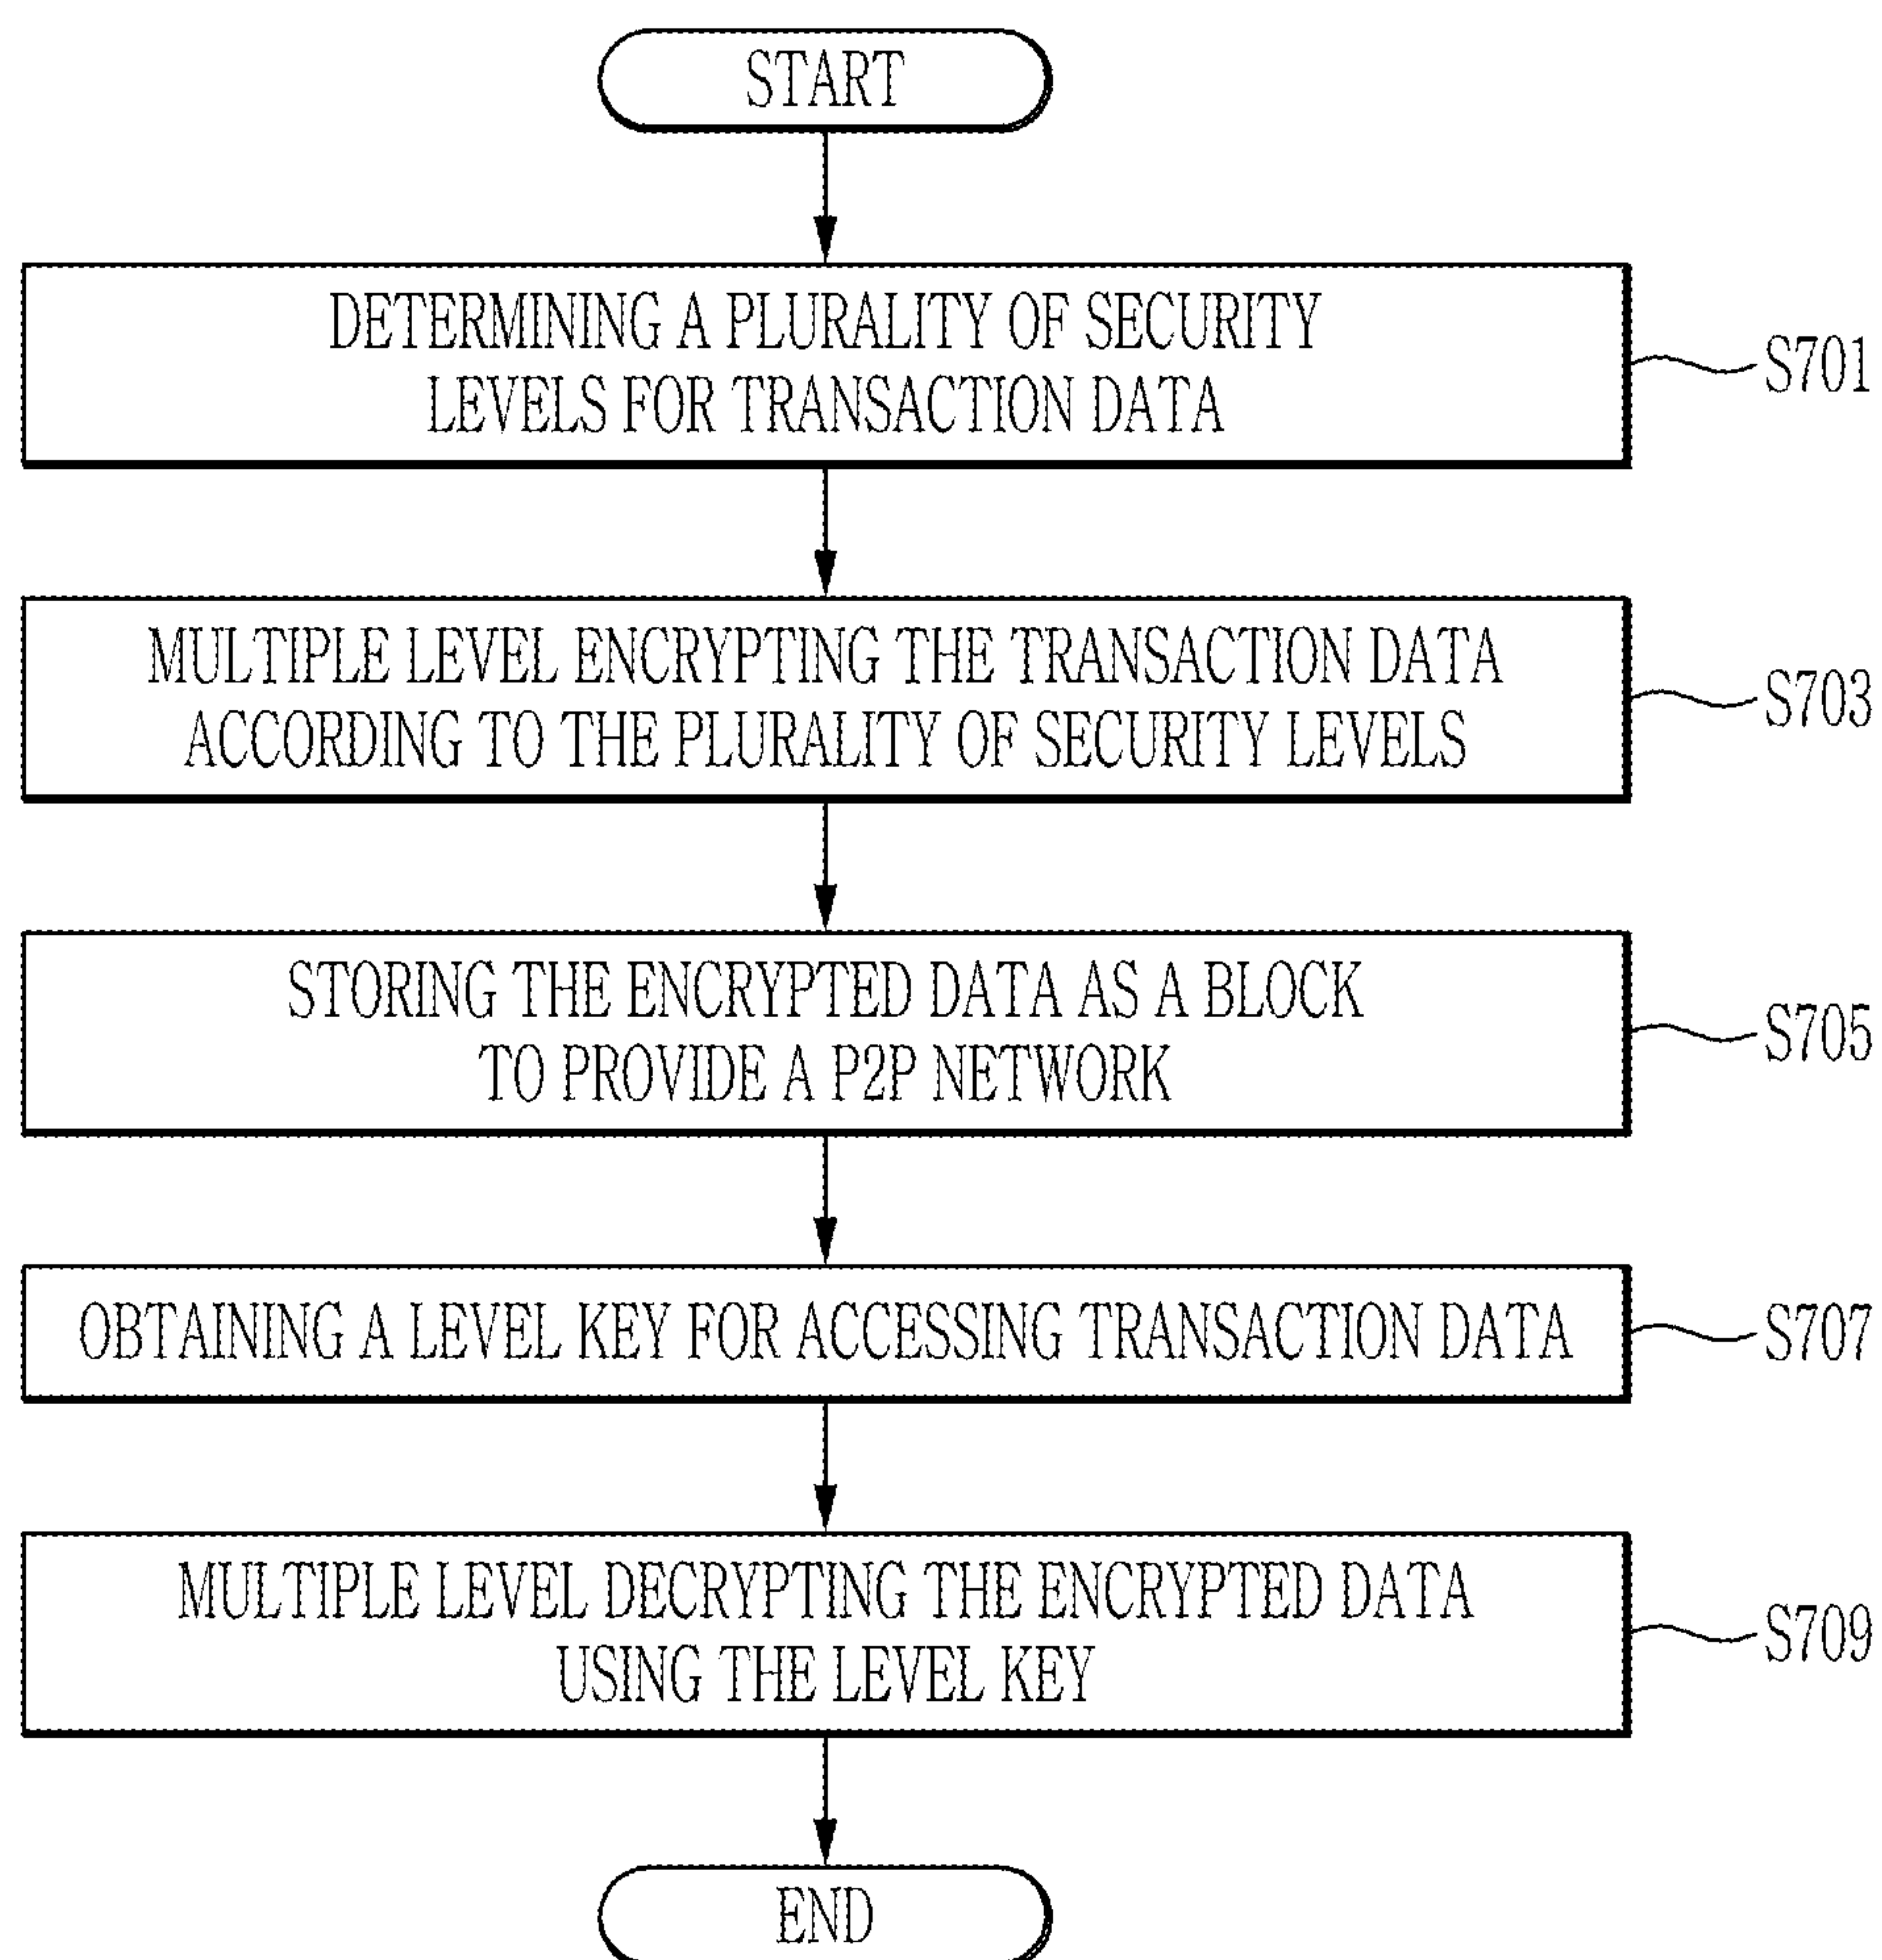 START
DETERMINING A PLURALITY OF SECURITY
LEVELS FOR TRANSACTION DATA
S701
MULTIPLE LEVEL ENCRYPTING THE TRANSACTION DATA
ACCORDING TO THE PLURALITY OF SECURITY LEVELS
S703
STORING THE ENCRYPTED DATA AS A BLOCK
TO PROVIDE A P2P NETWORK
S705
OBTAINING A LEVEL KEY FOR ACCESSING TRANSACTION DATA
S707
MULTIPLE LEVEL DECRYPTING THE ENCRYPTED DATA
USING THE LEVEL KEY
S709
END